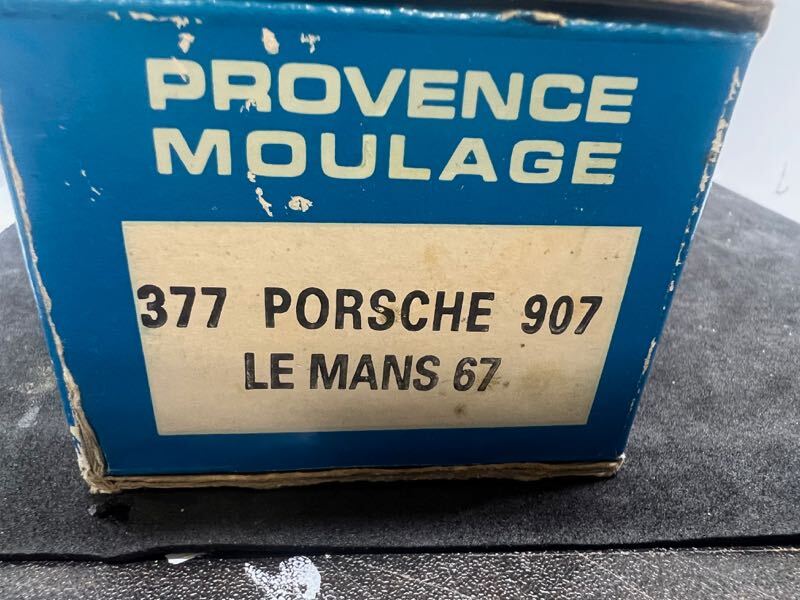 PROVENCE
MOULAGE
377 PORSCHE 907
LE MANS 67